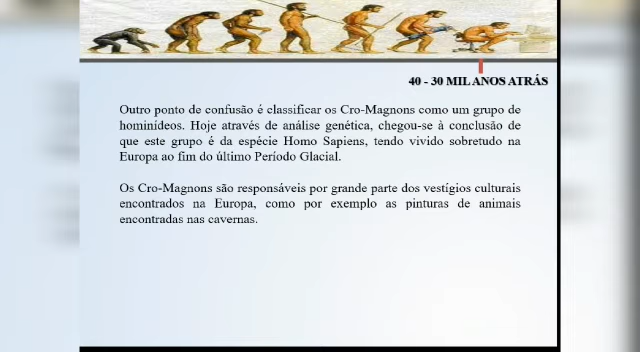 40 - 30 MIL ANOS ATRÁS
Outro ponto de confusão é classificar os Cro-Magnons como um grupo de
hominídeos. Hoje através de análise genética, chegou-se à conclusão de
que este grupo é da espécie Homo Sapiens, tendo vivido sobretudo na
Europa ao fim do último Período Glacial.
Os Cro-Magnons são responsáveis por grande parte dos vestígios culturais
encontrados na Europa, como por exemplo as pinturas de animais
encontradas nas cavernas.